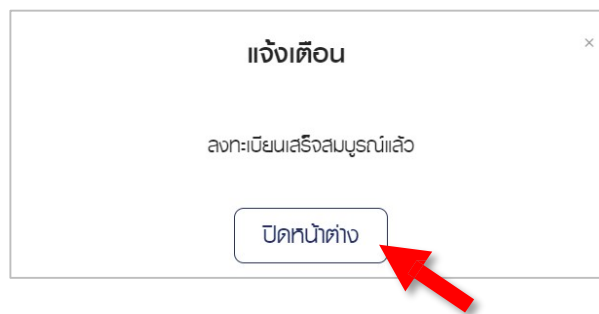 แจ้งเตือน
×
ลงทะเบียนเสร็จสมบูรณ์แล้ว
ปิดหน้าต่าง